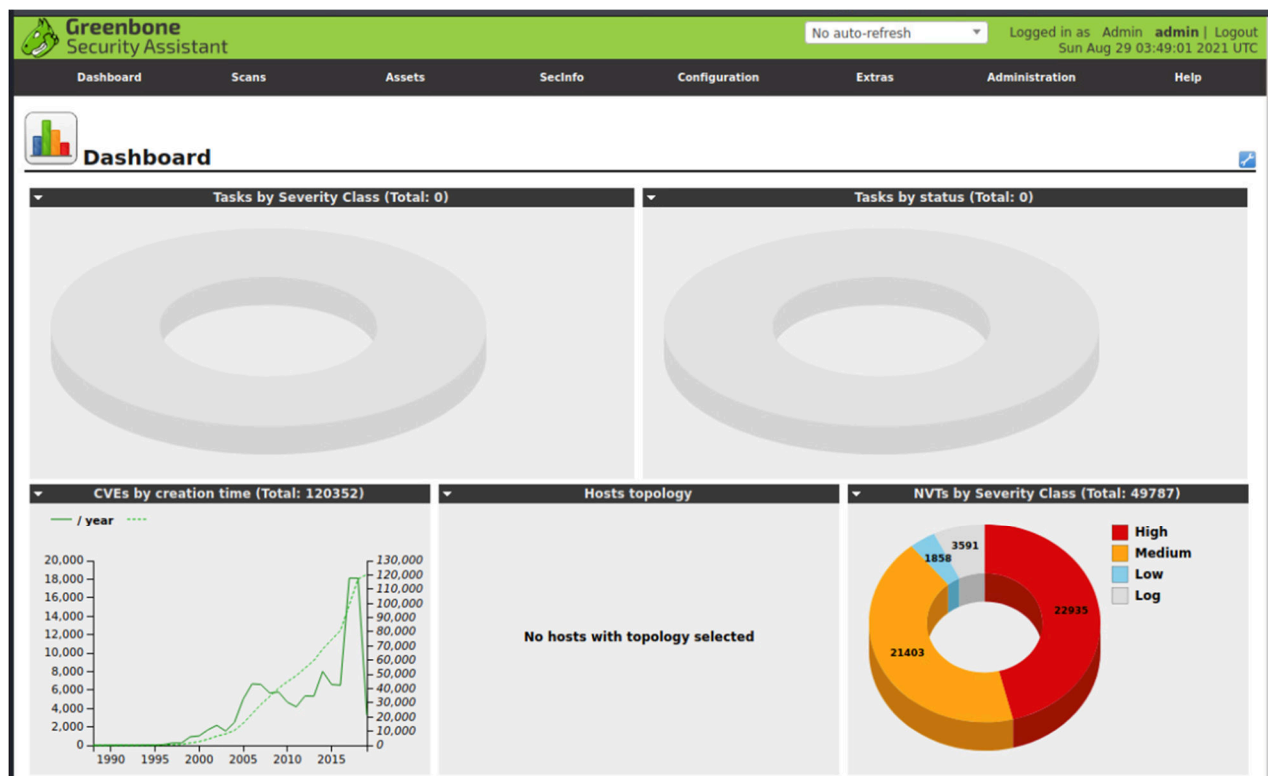 Greenbone
Security Assistant
No auto-refresh
Logged in as Admin admin | Logout
Sun Aug 29 03:49:01 2021 UTC
Dashboard Scans Assets SecInfo Configuration Extras Administration Help
Dashboard
Tasks by Severity Class (Total: 0)
Tasks by status (Total: 0)
CVEs by creation time (Total: 120352)
/ year
20,000
18,000
16,000
14,000
12,000
10,000
8,000
6,000
4,000
2,000
0
130,000
120,000
110,000
100,000
90,000
80,000
70,000
60,000
50,000
40,000
30,000
20,000
10,000
0
1990 1995 2000 2005 2010 2015
Hosts topology
No hosts with topology selected
NVTs by Severity Class (Total: 49787)
3591
1858
22935
21403
High
Medium
Low
Log